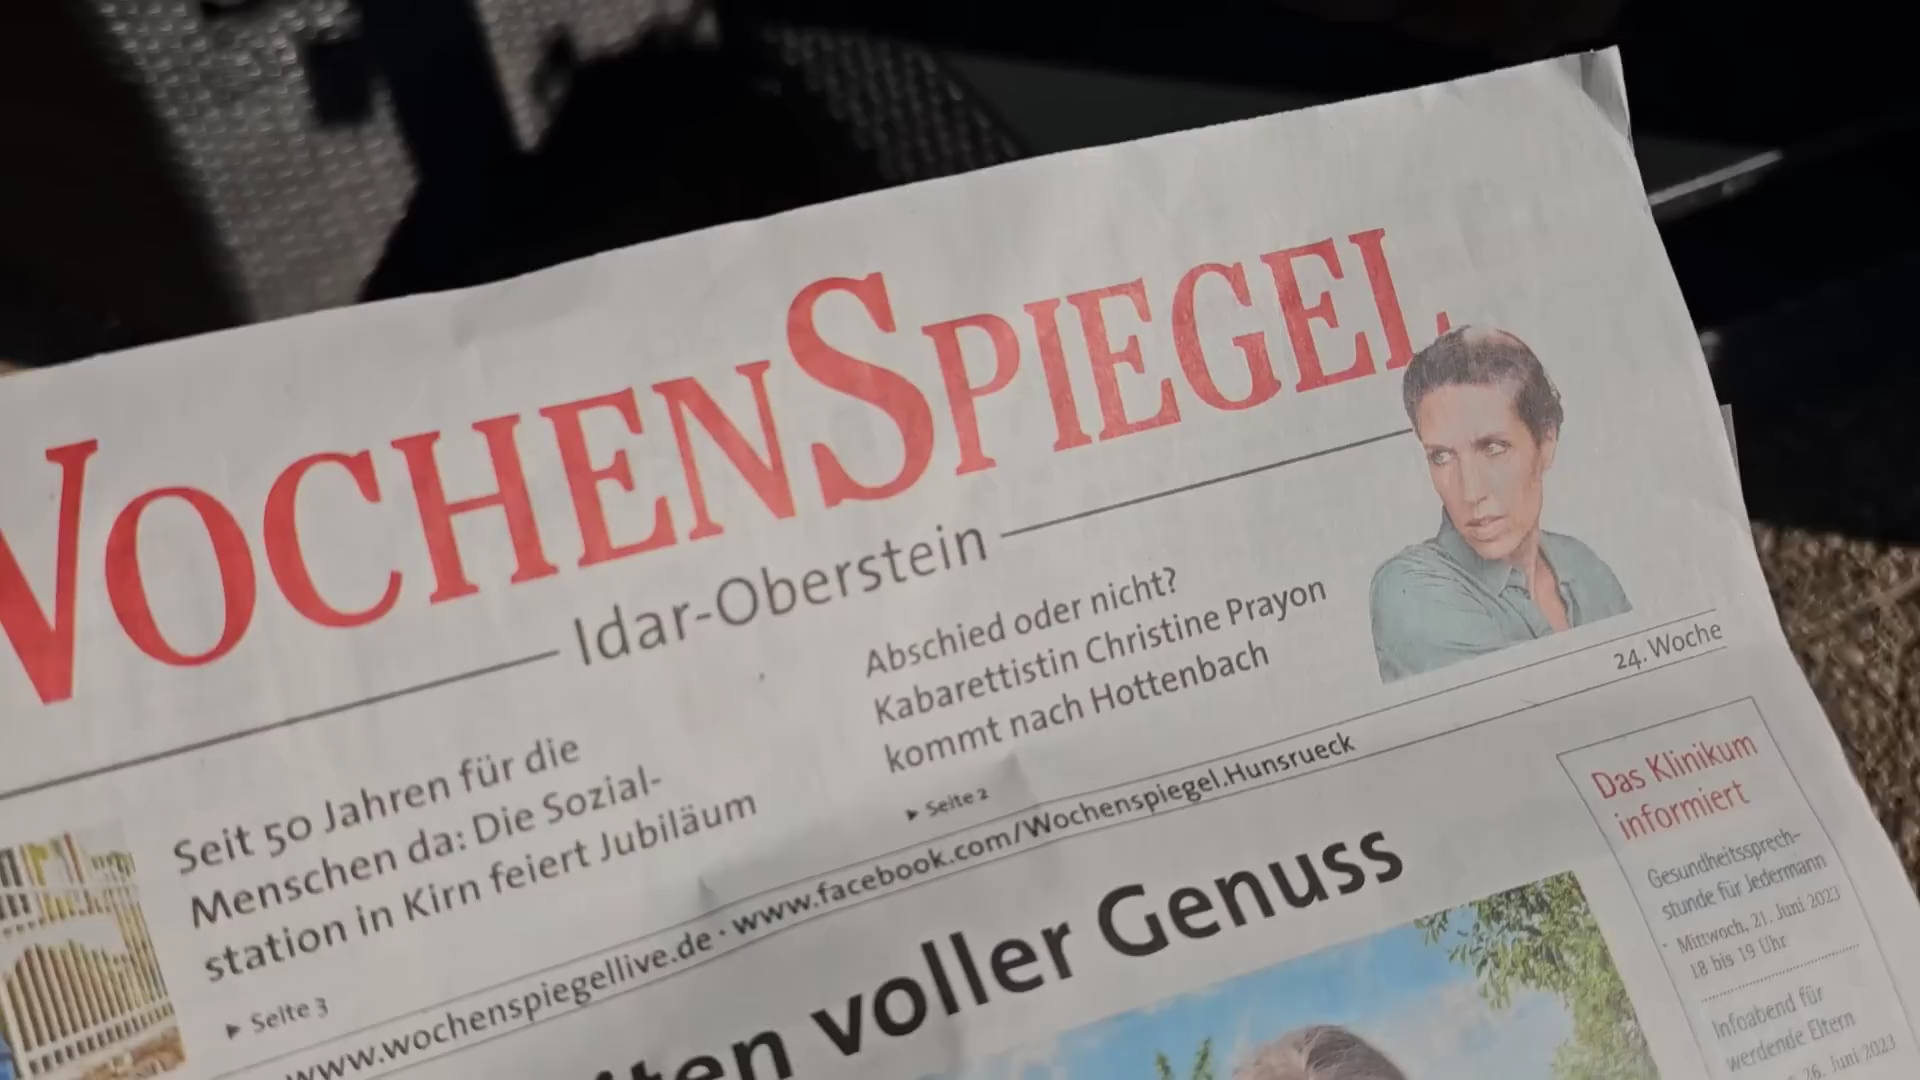 WOCHENSPIEGEL
Idar-Oberstein
Seit 50 Jahren für die
Menschen da: Die Sozial-
station in Kirn feiert Jubiläum
▸ Seite 3
Abschied oder nicht?
Kabarettistin Christine Prayon
kommt nach Hottenbach
▸ Seite 2
24. Woche
www.wochenspiegellive.de · www.facebook.com/Wochenspiegel.Hunsrueck
voller Genuss
Das Klinikum
informiert
Gesundheitssprech-
stunde für Jedermann
Mittwoch, 21. Juni 2023
18 bis 19 Uhr
Infoabend für
werdende Eltern
26. Juni 2023